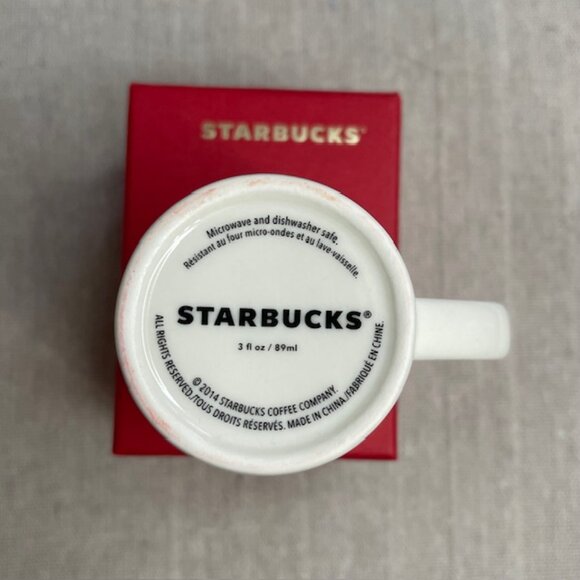 STARBUCKS®
Microwave and dishwasher safe.
Résistant au four micro-ondes et au lave-vaisselle.
STARBUCKS®
3 fl oz / 89ml
© 2014 STARBUCKS COFFEE COMPANY.
ALL RIGHTS RESERVED./TOUS DROITS RÉSERVÉS. MADE IN CHINA./FABRIQUÉ EN CHINE.